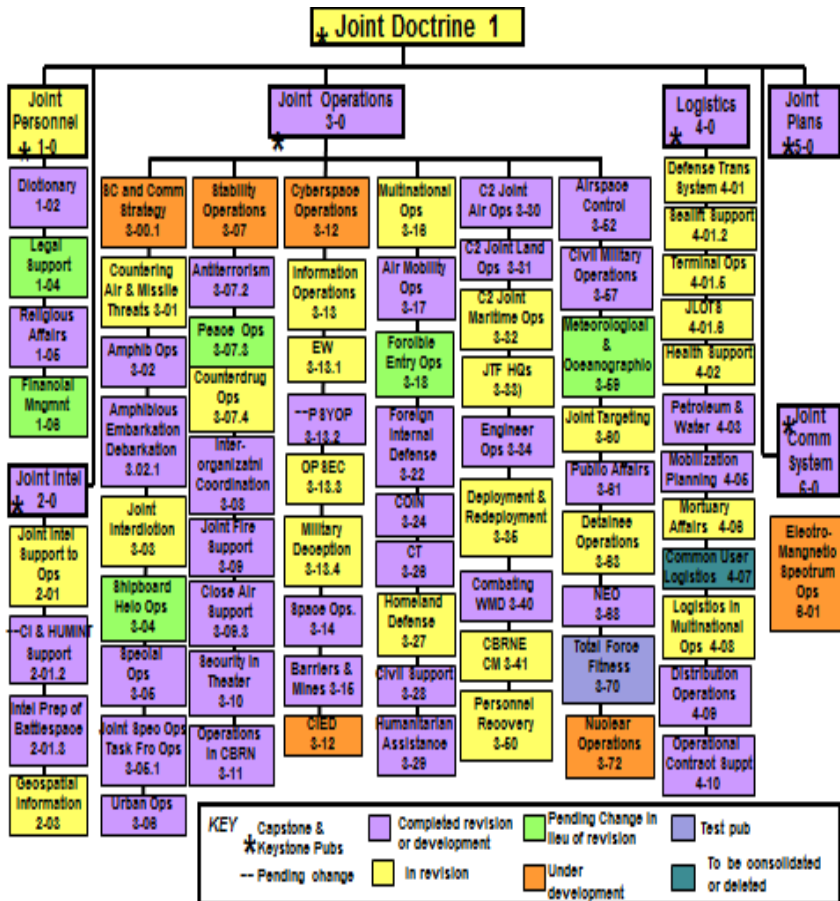 * Joint Doctrine 1
Joint
Personnel
* 1-0
Joint Operations
3-0
*
Logistics
* 4-0
Joint
Plans
* 5-0
Dictionary
1-02
Legal
Support
1-04
Religious
Affairs
1-05
Financial
Mngmnt
1-06
Joint Intel
* 2-0
Joint Intel
Support to
Ops
2-01
--CI & HUMINT
Support
2-01.2
Intel Prep of
Battlespace
2-01.3
Geospatial
Information
2-03
SC and Comm
Strategy
3-00.1
Countering
Air & Missile
Threats 3-01
Amphib Ops
3-02
Amphibious
Embarkation
Debarkation
3.02.1
Joint
Interdiction
3-03
Shipboard
Helo Ops
3-04
Special
Ops
3-05
Joint Spec Ops
Task Fro Ops
3-05.1
Urban Ops
3-06
Stability
Operations
3-07
Antiterrorism
3-07.2
Peace Ops
3-07.3
Counterdrug
Ops
3-07.4
Inter-
organizatnl
Coordination
3-08
Joint Fire
Support
3-09
Close Air
Support
3-09.3
Security in
Theater
3-10
Operations
In CBRN
3-11
Cyberspace
Operations
3-12
Information
Operations
3-13
EW
3-13.1
--PSYOP
3-13.2
OPSEC
3-13.3
Military
Deception
3-13.4
Space Ops.
3-14
Barriers &
Mines 3-15
CIED
3-12
Multinational
Ops
3-16
Air Mobility
Ops
3-17
Forcible
Entry Ops
3-18
Foreign
Internal
Defense
3-22
COIN
3-24
CT
3-26
Homeland
Defense
3-27
Civil Support
3-28
Humanitarian
Assistance
3-29
C2 Joint
Air Ops 3-30
C2 Joint Land
Ops 3-31
C2 Joint
Maritime Ops
3-32
JTF HQs
3-33)
Engineer
Ops 3-34
Deployment &
Redeployment
3-35
Combating
WMD 3-40
CBRNE
CM 3-41
Personnel
Recovery
3-50
Airspace
Control
3-52
Civil Military
Operations
3-57
Meteorological
&
Oceanographic
3-59
Joint Targeting
3-60
Public Affairs
3-61
Detainee
Operations
3-63
NEO
3-68
Total Force
Fitness
3-70
Nuclear
Operations
3-72
Defense Trans
System 4-01
Sealift Support
4-01.2
Terminal Ops
4-01.5
JLOTS
4-01.6
Health Support
4-02
Petroleum &
Water 4-03
Mobilization
Planning 4-05
Mortuary
Affairs 4-06
Common User
Logistics 4-07
Logistics in
Multinational
Ops 4-08
Distribution
Operations
4-09
Operational
Contract Suppt
4-10
* Joint
Comm
System
6-0
Electro-
Mangnetic
Spectrum
Ops
6-01
KEY
* Capstone &
Keystone Pubs
-- Pending change
Completed revision
or development
In revision
Pending Change in
lieu of revision
Under
development
Test pub
To be consolidated
or deleted